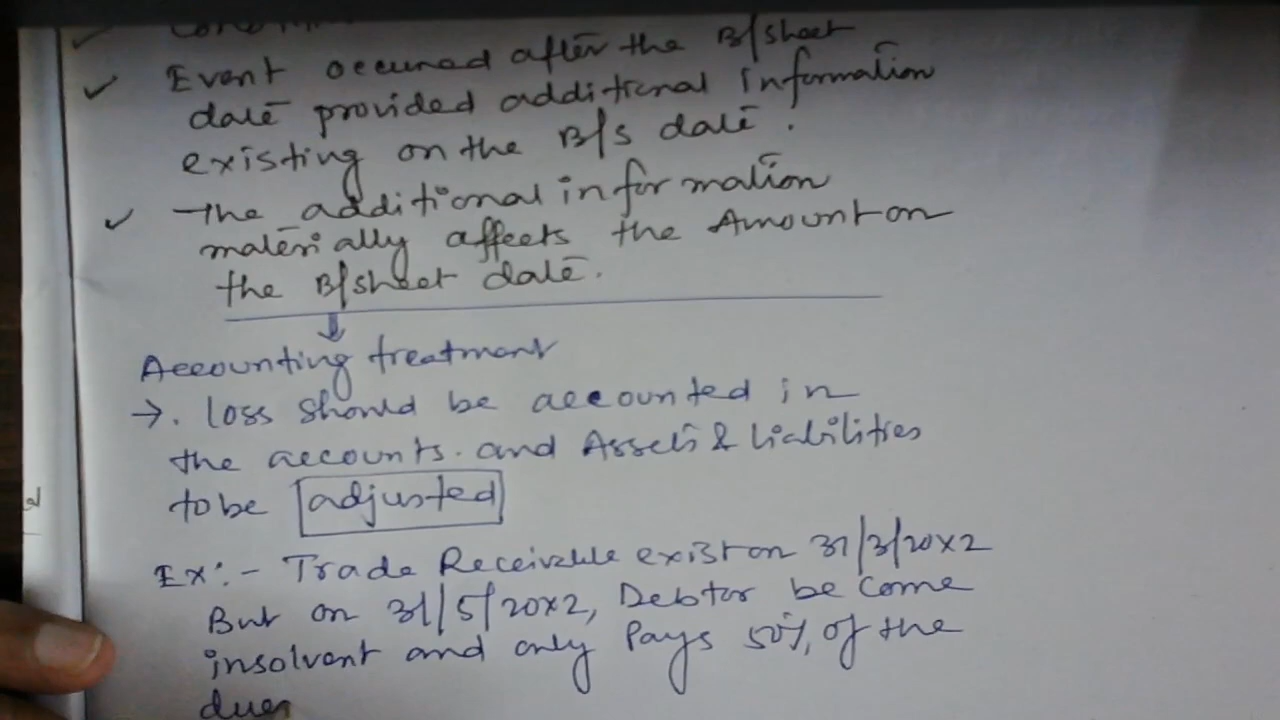 ✓ Event occured after the B/sheet
date provided additional information
existing on the B/s date.
✓ The additional information
materially affects the Amount on
the B/sheet date.
Accounting treatment
→. loss should be accounted in
the accounts. and Assets & liabilities
to be adjusted
Ex:- Trade Receivable exist on 31/3/20x2
But on 31/5/20x2, Debtor become
insolvent and only Pays 50% of the
dues